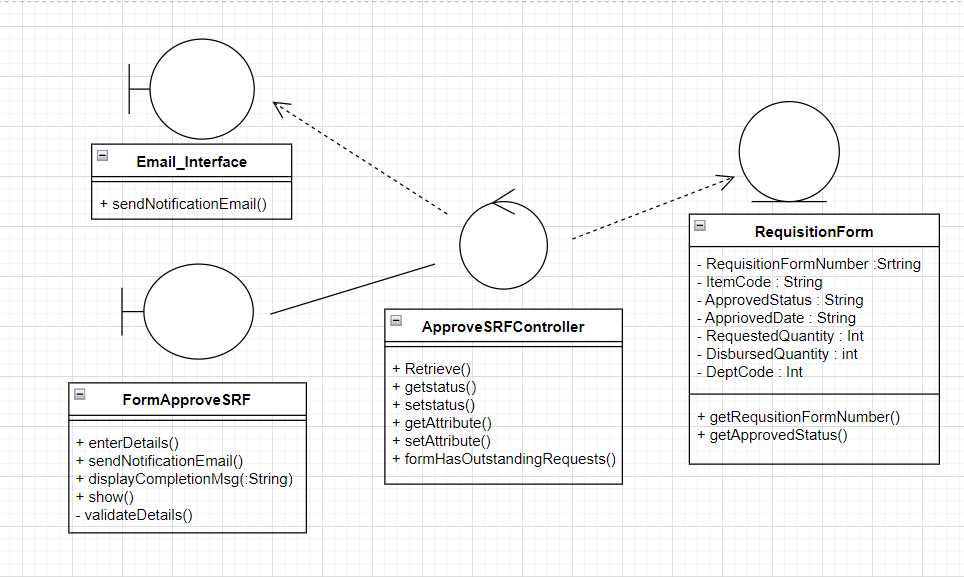 Email_Interface
+ sendNotificationEmail()
FormApproveSRF
+ enterDetails()
+ sendNotificationEmail()
+ displayCompletionMsg(:String)
+ show()
- validateDetails()
ApproveSRFController
+ Retrieve()
+ getstatus()
+ setstatus()
+ getAttribute()
+ setAttribute()
+ formHasOutstandingRequests()
RequisitionForm
- RequisitionFormNumber :Srtring
- ItemCode : String
- ApprovedStatus : String
- AppriovedDate : String
- RequestedQuantity : Int
- DisbursedQuantity : int
- DeptCode : Int
+ getRequsitionFormNumber()
+ getApprovedStatus()